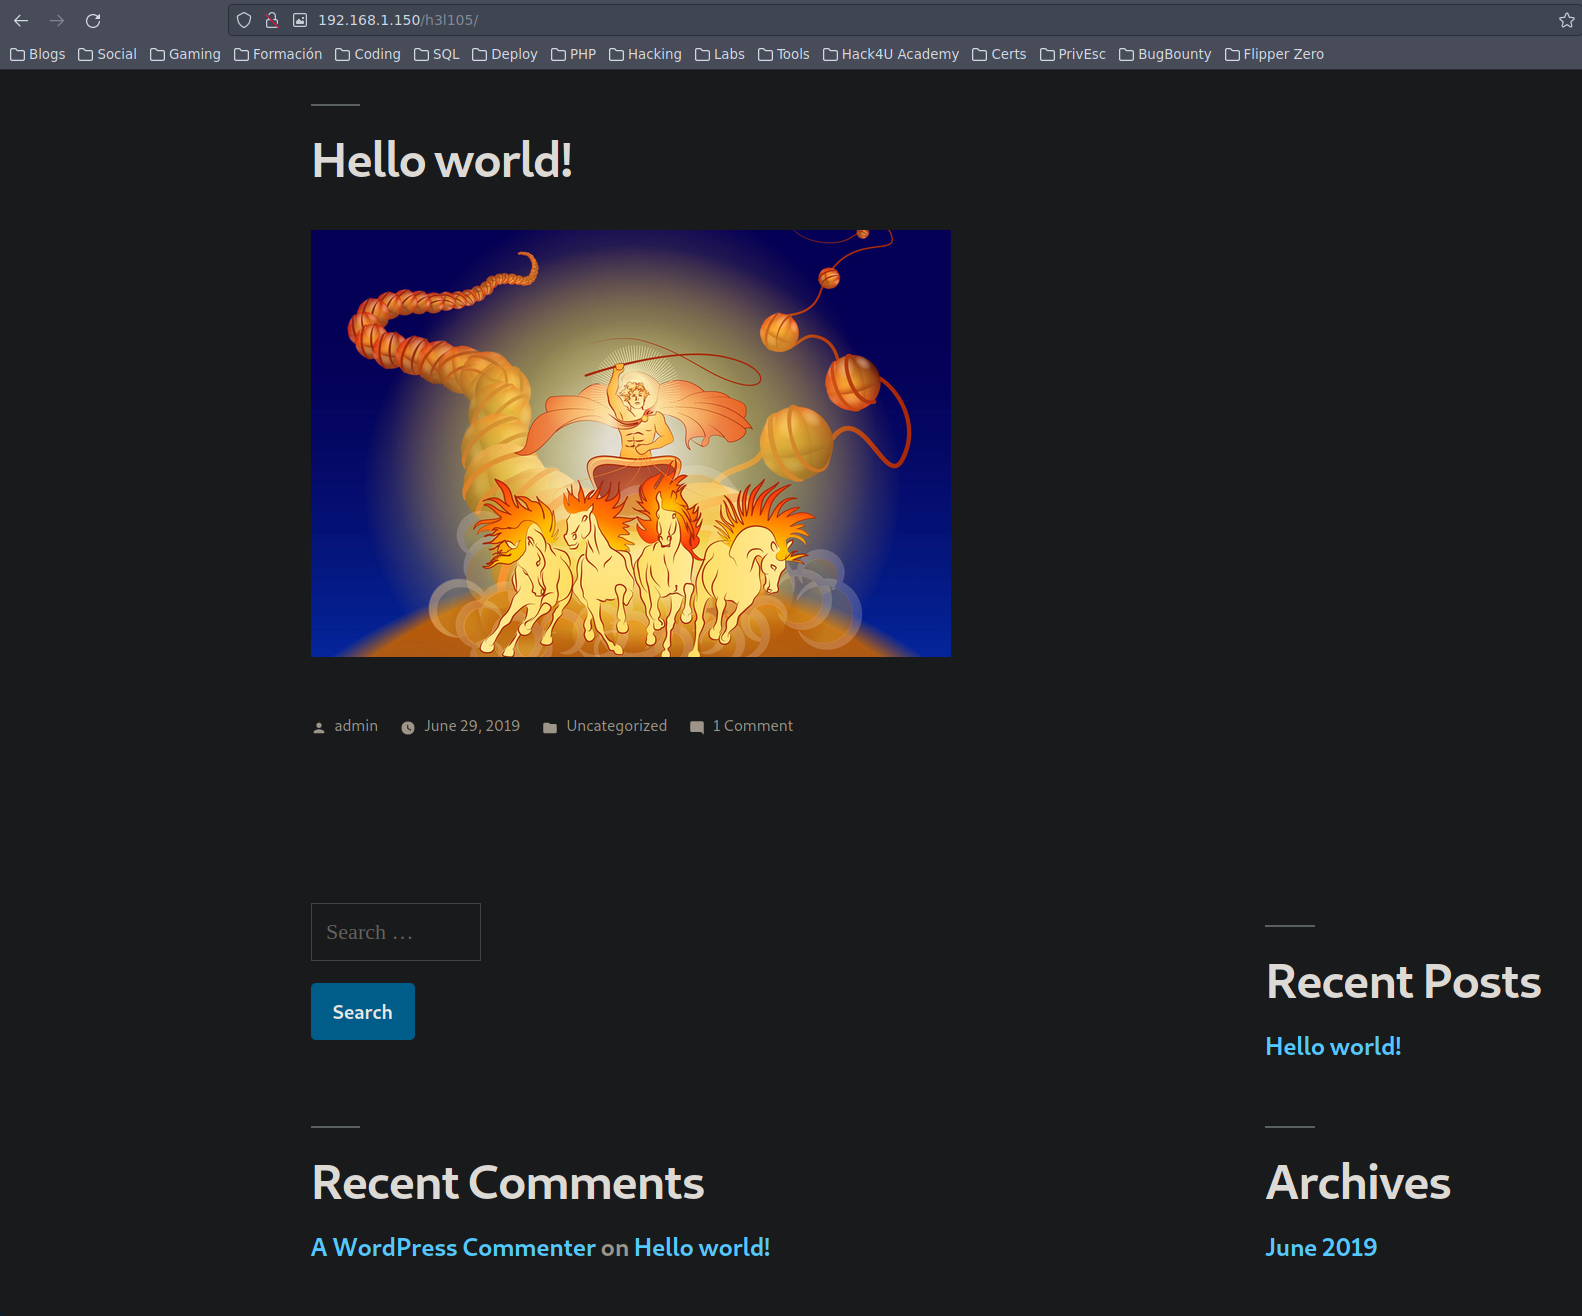 192.168.1.150/h3l105/
Blogs Social Gaming Formación Coding SQL Deploy PHP Hacking Labs Tools Hack4U Academy Certs PrivEsc BugBounty Flipper Zero
Hello world!
admin June 29, 2019 Uncategorized 1 Comment
Search …
Search
Recent Posts
Hello world!
Recent Comments
A WordPress Commenter on Hello world!
Archives
June 2019